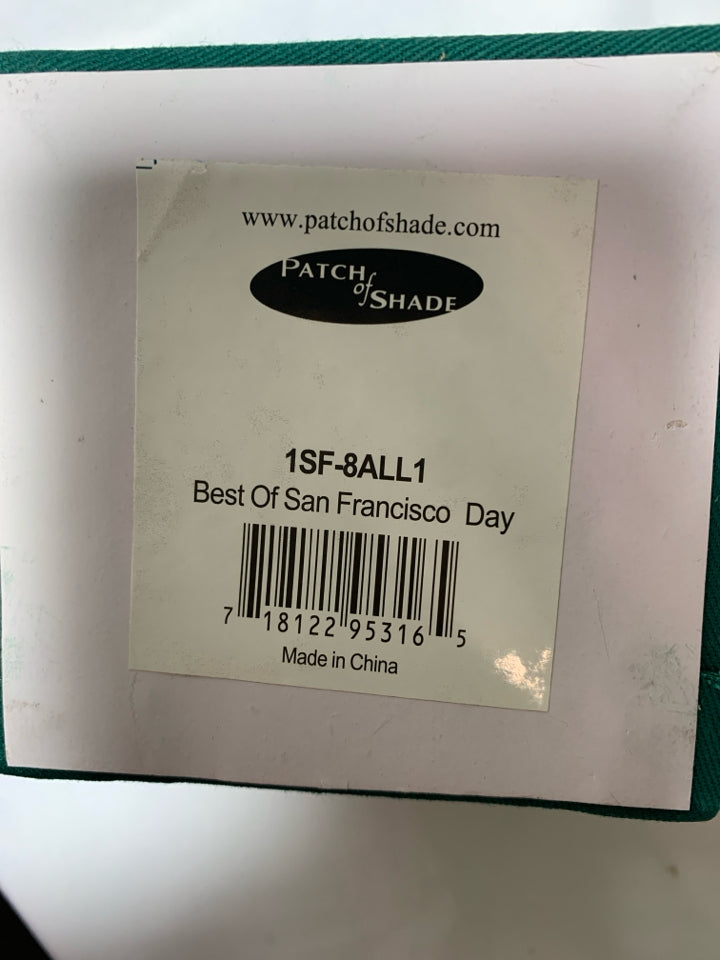 www.patchofshade.com
PATCH
of
SHADE
1SF-8ALL1
Best Of San Francisco Day
7 18122 95316 5
Made in China